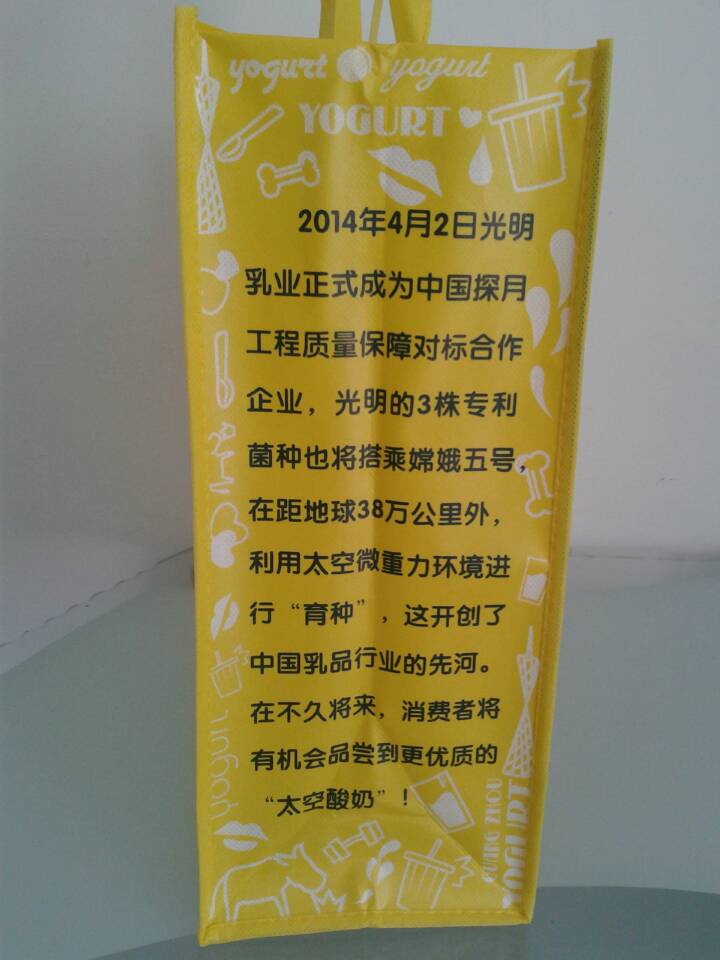 yogurt yogurt
YOGURT
2014年4月2日光明
乳业正式成为中国探月
工程质量保障对标合作
企业，光明的3株专利
菌种也将搭乘嫦娥五号，
在距地球38万公里外，
利用太空微重力环境进
行“育种”，这开创了
中国乳品行业的先河。
在不久将来，消费者将
有机会品尝到更优质的
“太空酸奶”！
yogurt
GUANG ZHOU
YOGURT